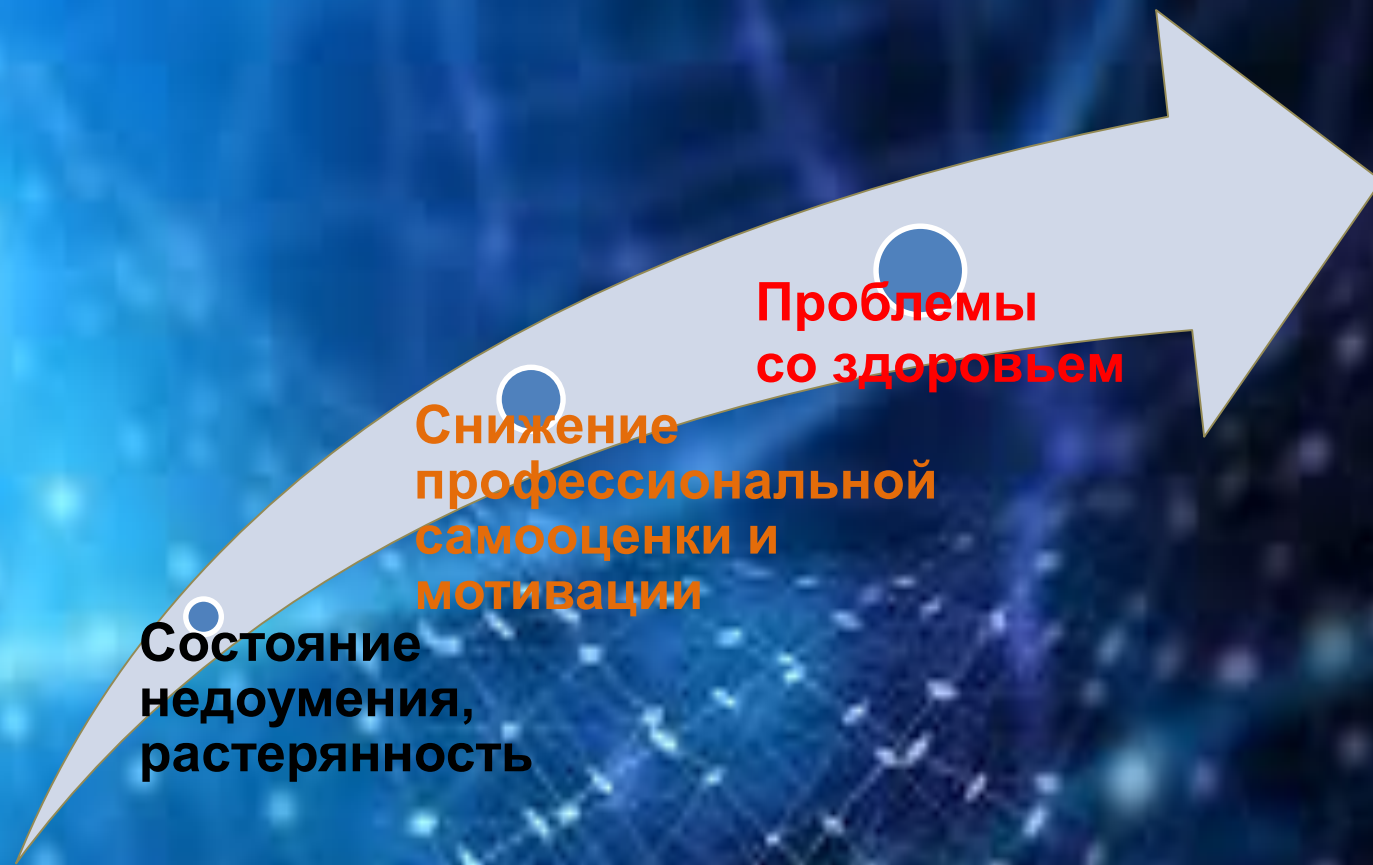 Проблемы
со здоровьем
Снижение
профессиональной
самооценки и
мотивации
Состояние
недоумения,
растерянность